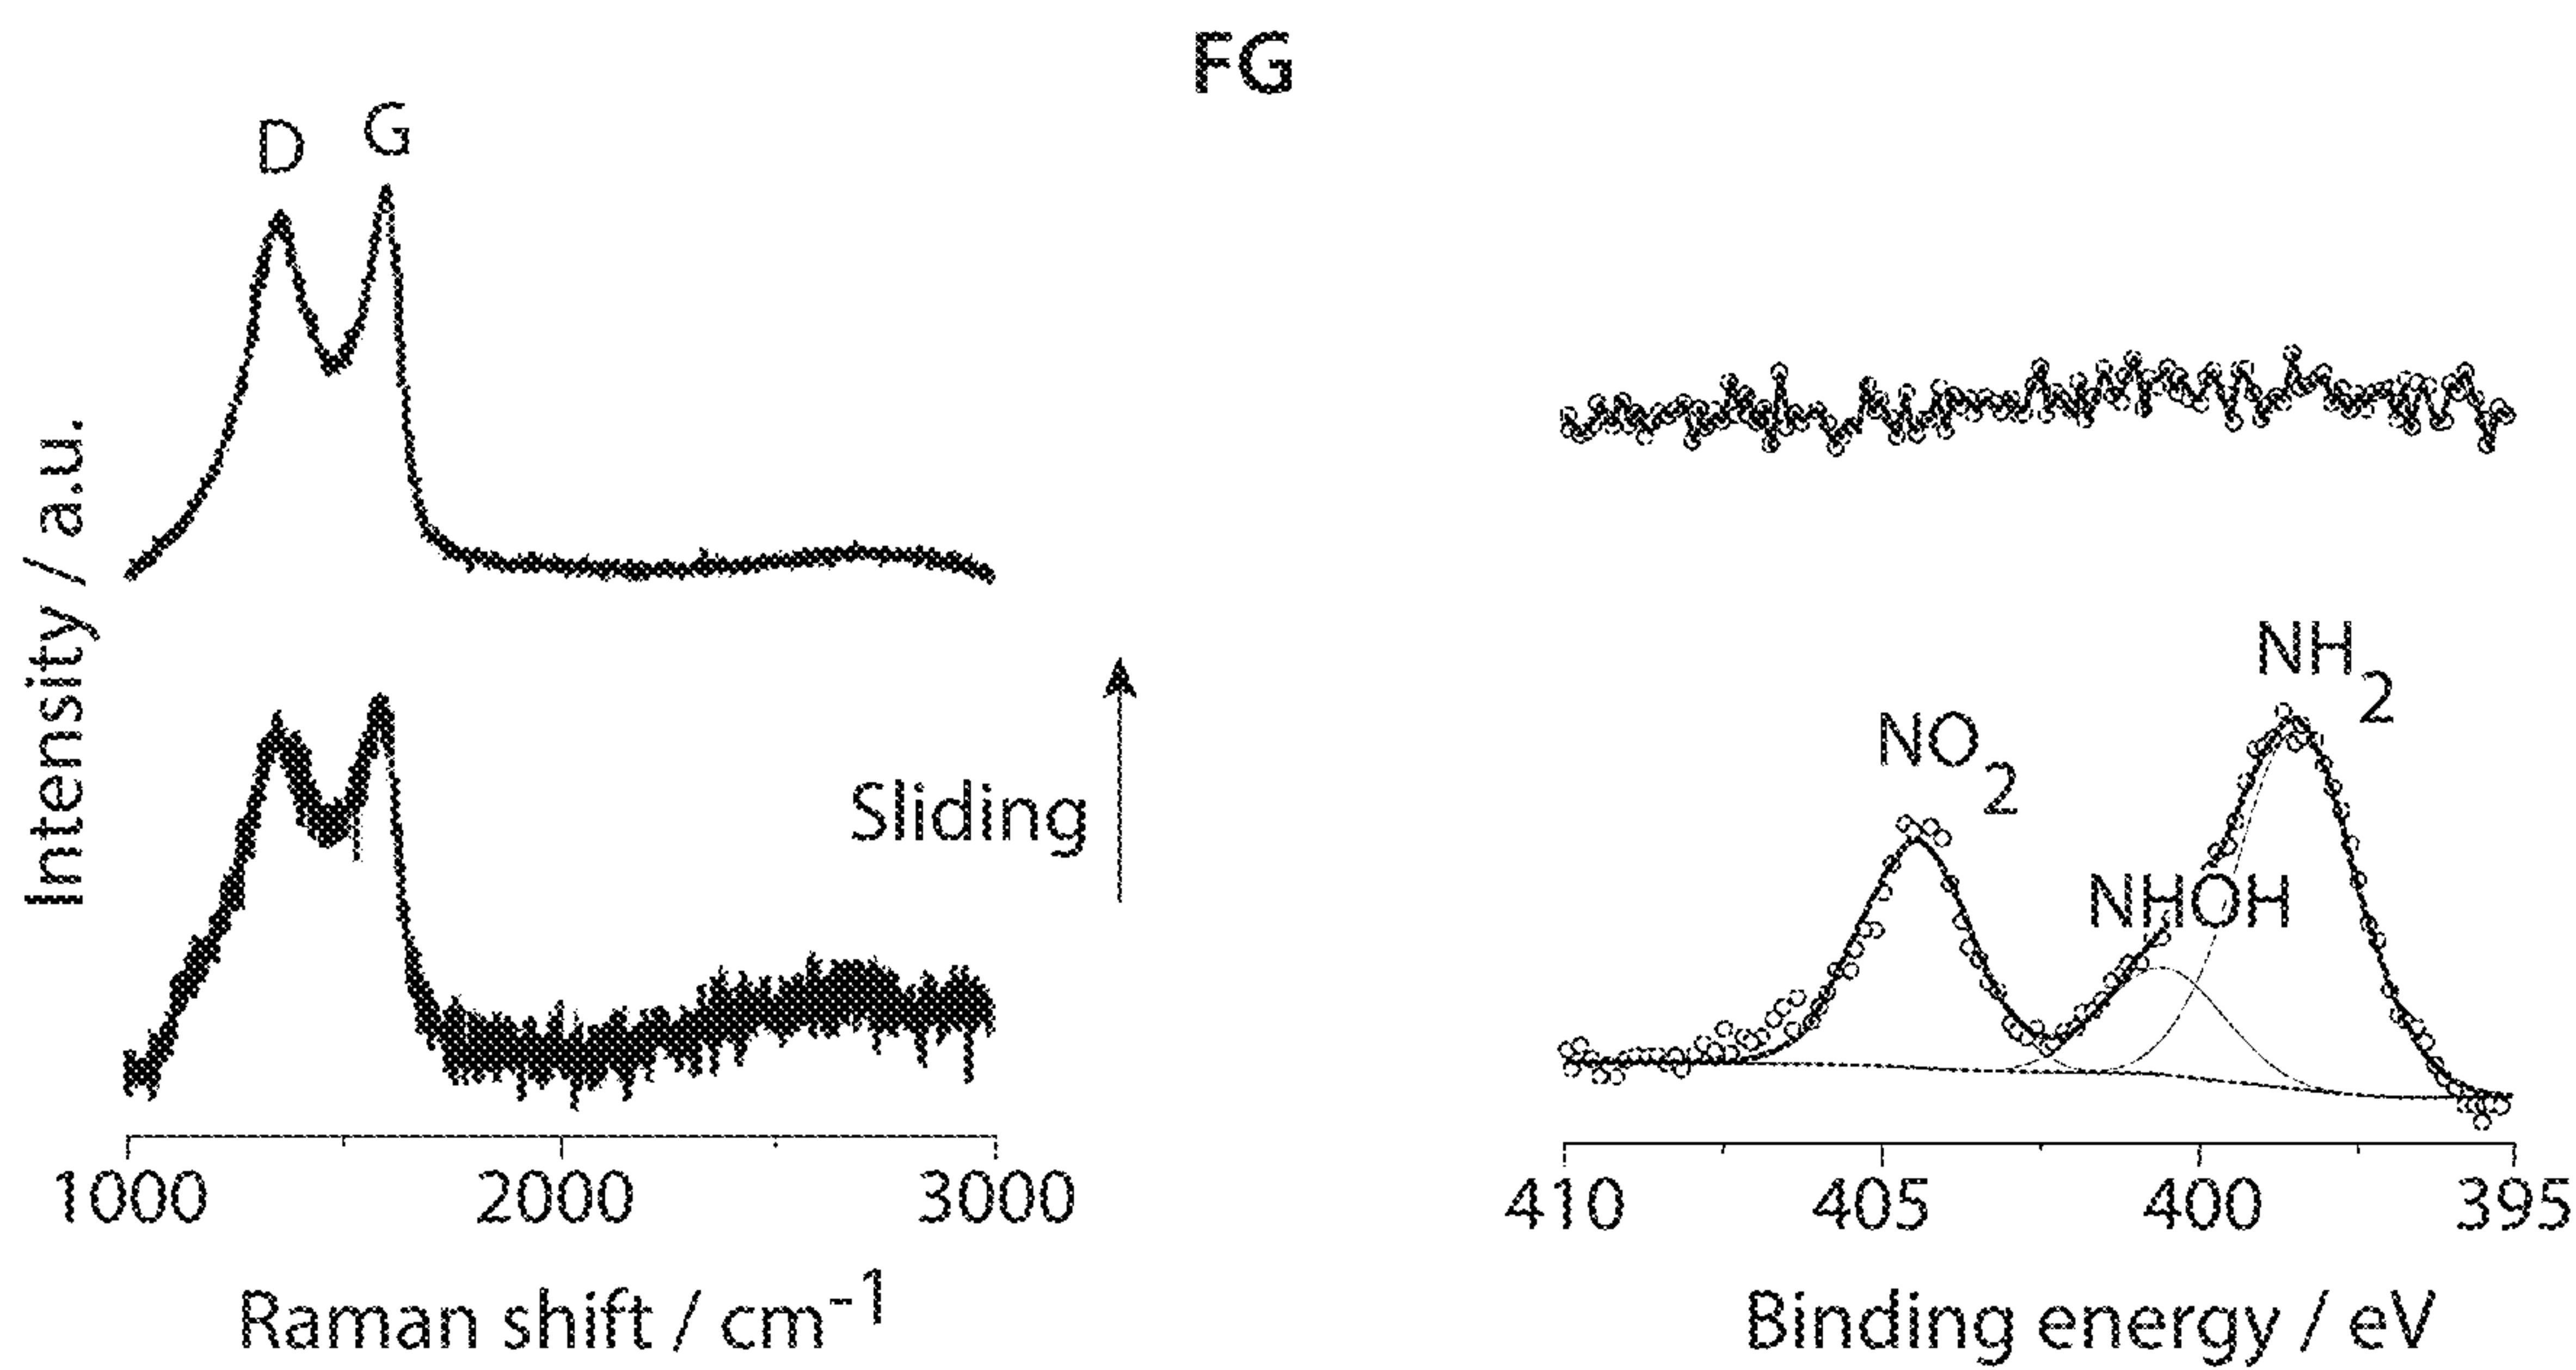 FG
D
G
Intensity / a.u.
Sliding
NO2
NHOH
NH2
1000 2000 3000
Raman shift / cm-1
410 405 400 395
Binding energy / eV